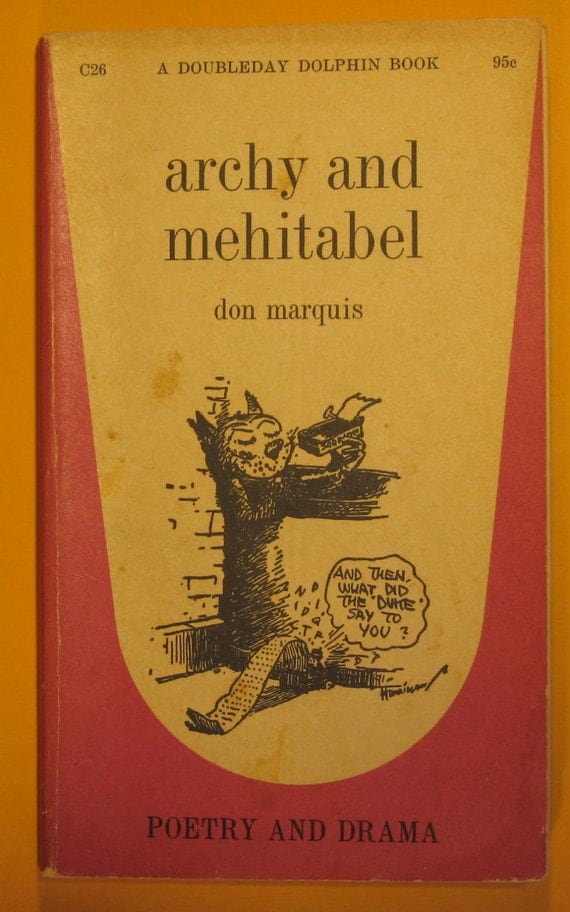 C26 A DOUBLEDAY DOLPHIN BOOK 95c
archy and
mehitabel
don marquis
AND THEN,
WHAT DID
THE "DUKE"
SAY TO
YOU?
POETRY AND DRAMA